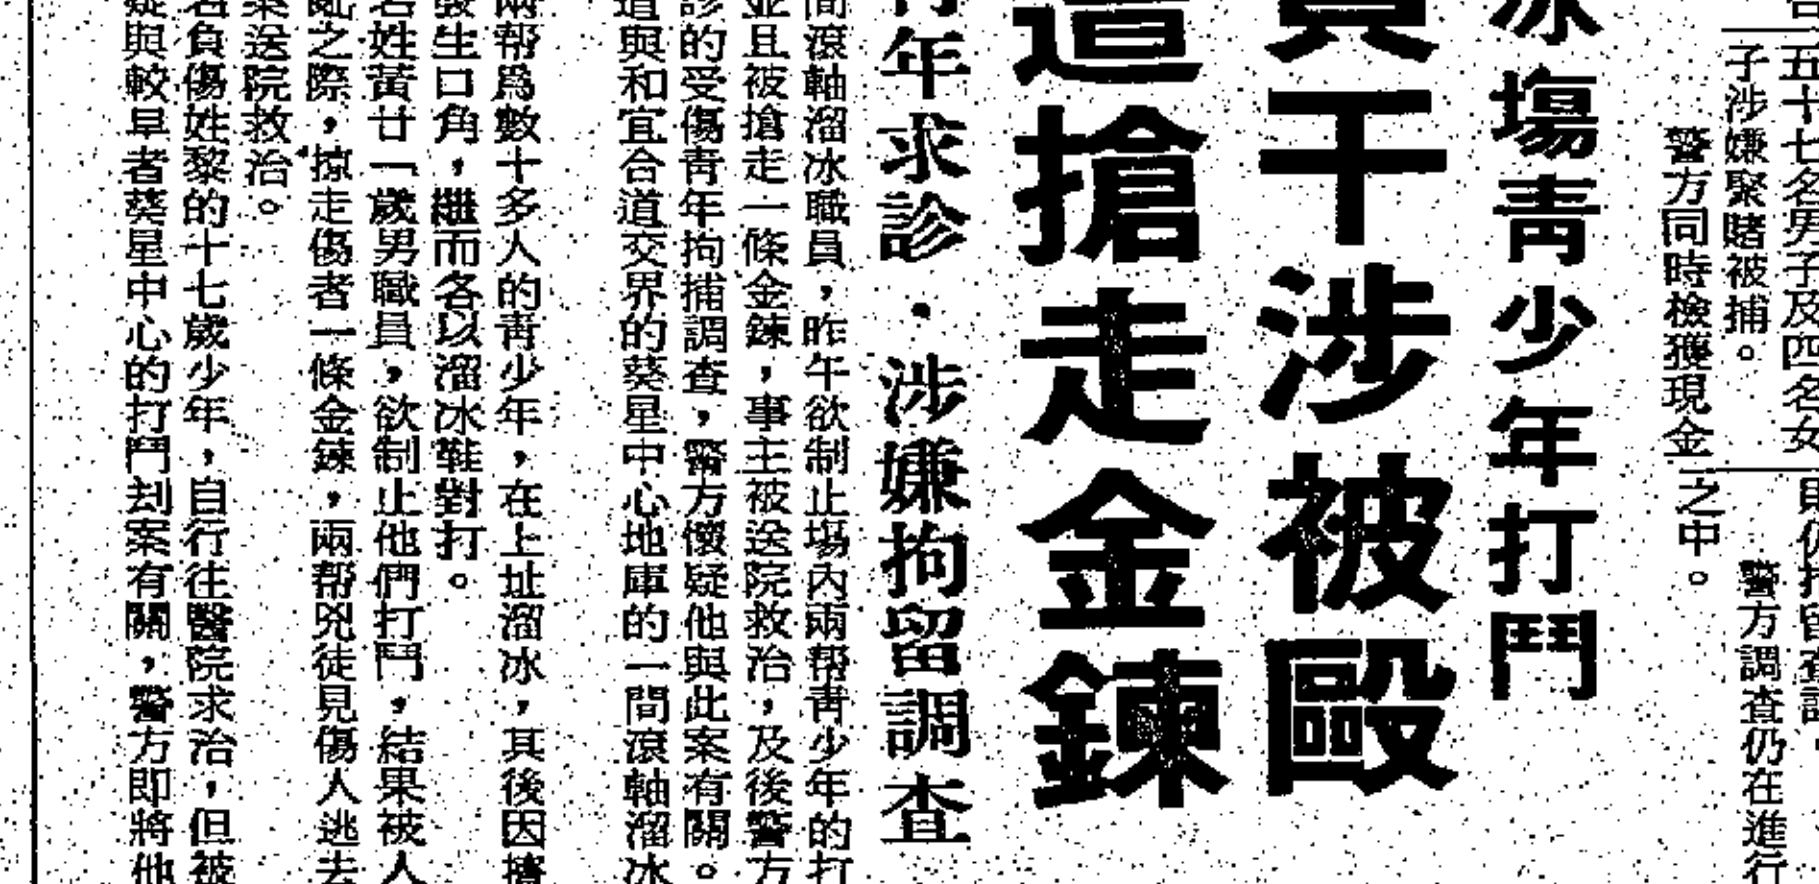 五十七名男子及四名女
子涉嫌聚賭被捕。
警方同時檢獲現金
之中。
警方調查仍在進行
冰場青少年打鬥
員干涉被毆
遭搶走金鍊
青年求診．涉嫌拘留調查
間滾軸溜冰職員，昨午欲制止場內兩帮青少年的打
並且被搶走一條金鍊，事主被送院救治，及後警方
診的受傷青年拘捕調查，警方懷疑他與此案有關。
道與和宜合道交界的葵星中心地庫的一間滾軸溜冰
兩帮爲數十多人的青少年，在上址溜冰，其後因擠
發生口角，繼而各以溜冰鞋對打。
名姓黃廿一歲男職員，欲制止他們打鬥，結果被人
亂之際，掠走傷者一條金鍊，兩帮兇徒見傷人逃去
案送院救治。
名負傷姓黎的十七歲少年，自行往醫院求治，但被
疑與較早者葵星中心的打鬥刦案有關，警方即將他